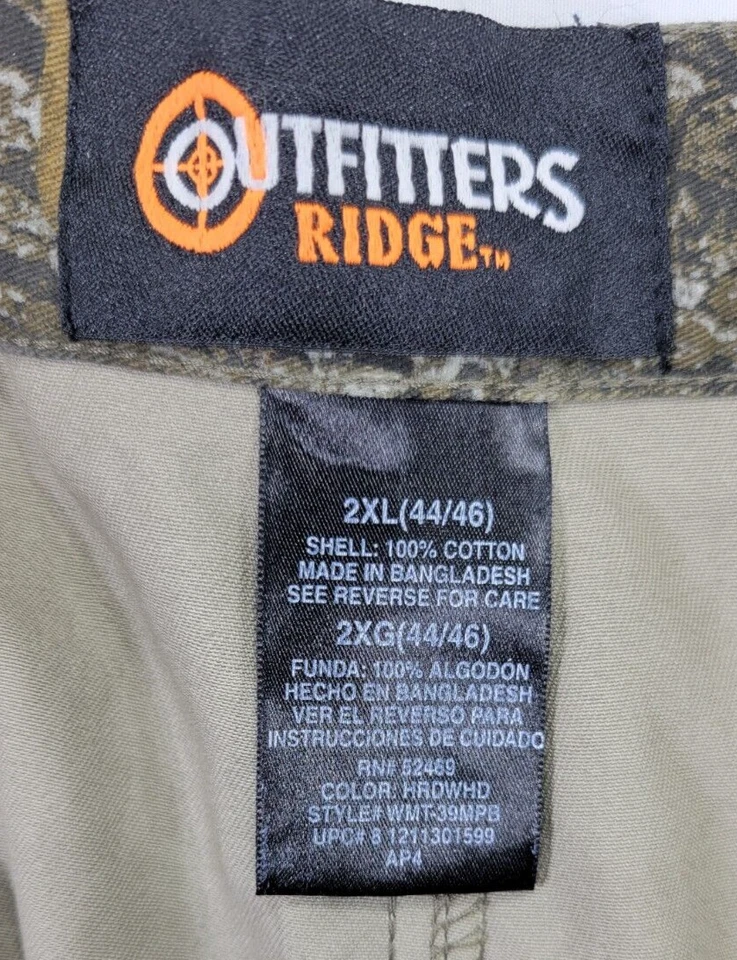 OUTFITTERS
RIDGE™
2XL(44/46)
SHELL: 100% COTTON
MADE IN BANGLADESH
SEE REVERSE FOR CARE
2XG(44/46)
FUNDA: 100% ALGODÓN
HECHO EN BANGLADESH
VER EL REVERSO PARA
INSTRUCCIONES DE CUIDADO
RN# 52469
COLOR: HRDWHD
STYLE# WMT-39MPB
UPC# 8 1211301599
AP4